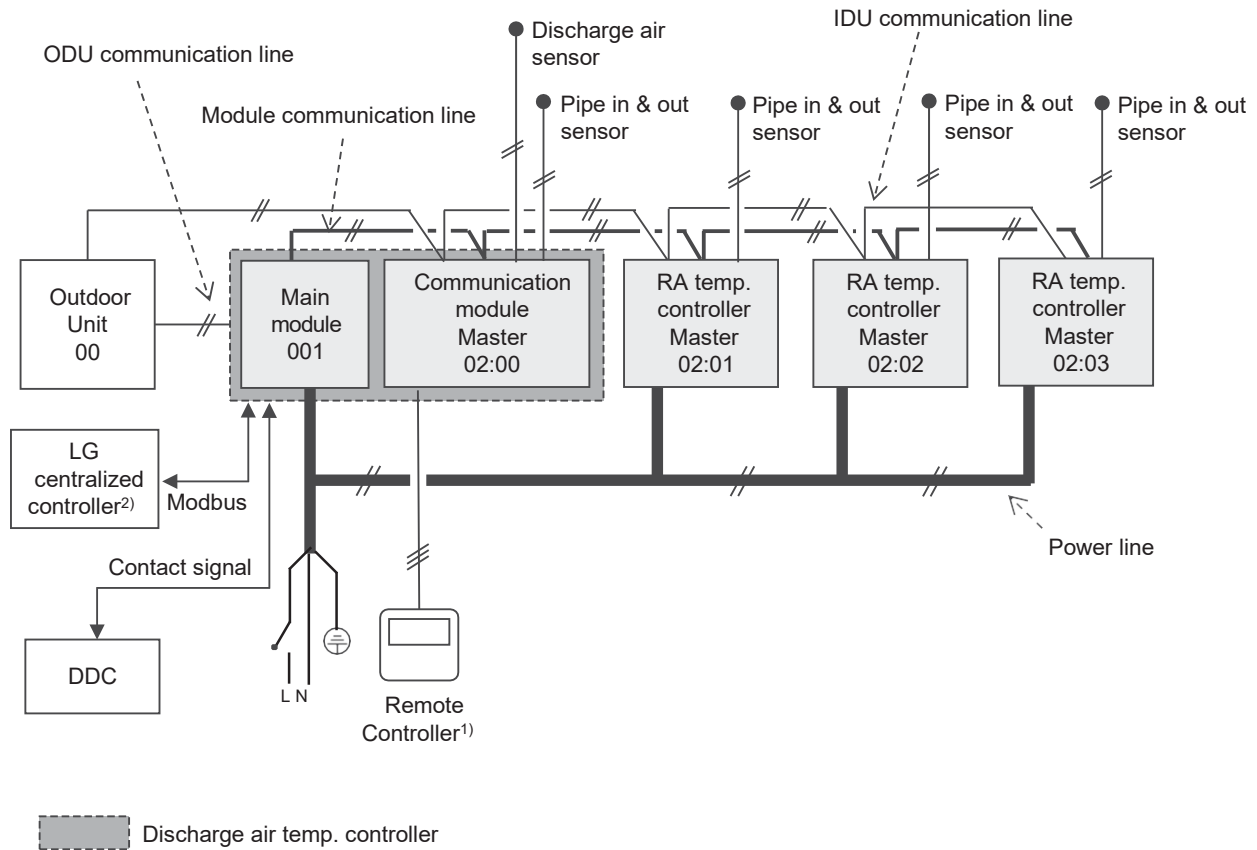 ODU communication line
Module communication line
Discharge air
sensor
IDU communication line
Pipe in & out
sensor
Pipe in & out
sensor
Pipe in & out
sensor
Pipe in & out
sensor
Outdoor
Unit
00
Main
module
001
Communication
module
Master
02:00
RA temp.
controller
Master
02:01
RA temp.
controller
Master
02:02
RA temp.
controller
Master
02:03
LG
centralized
controller2)
Modbus
Contact signal
DDC
L N
Remote
Controller1)
Power line
Discharge air temp. controller